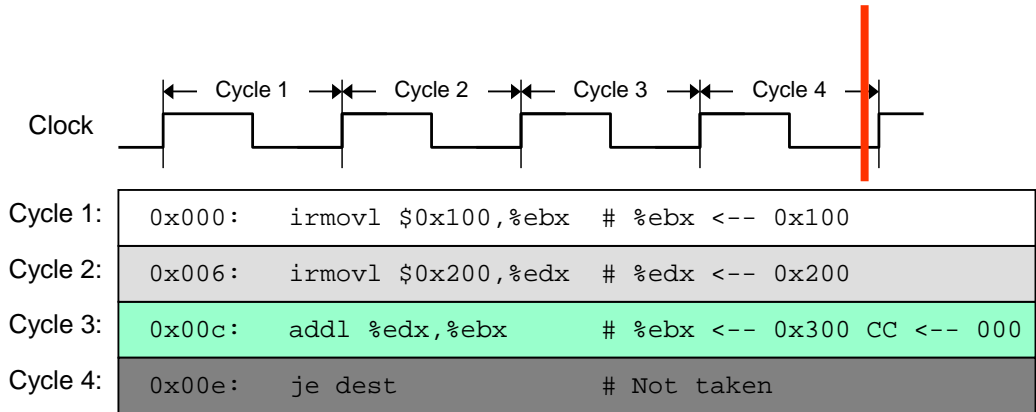 Cycle 1 Cycle 2 Cycle 3 Cycle 4
Clock
Cycle 1: 0x000: irmovl $0x100,%ebx # %ebx <-- 0x100
Cycle 2: 0x006: irmovl $0x200,%edx # %edx <-- 0x200
Cycle 3: 0x00c: addl %edx,%ebx # %ebx <-- 0x300 CC <-- 000
Cycle 4: 0x00e: je dest # Not taken